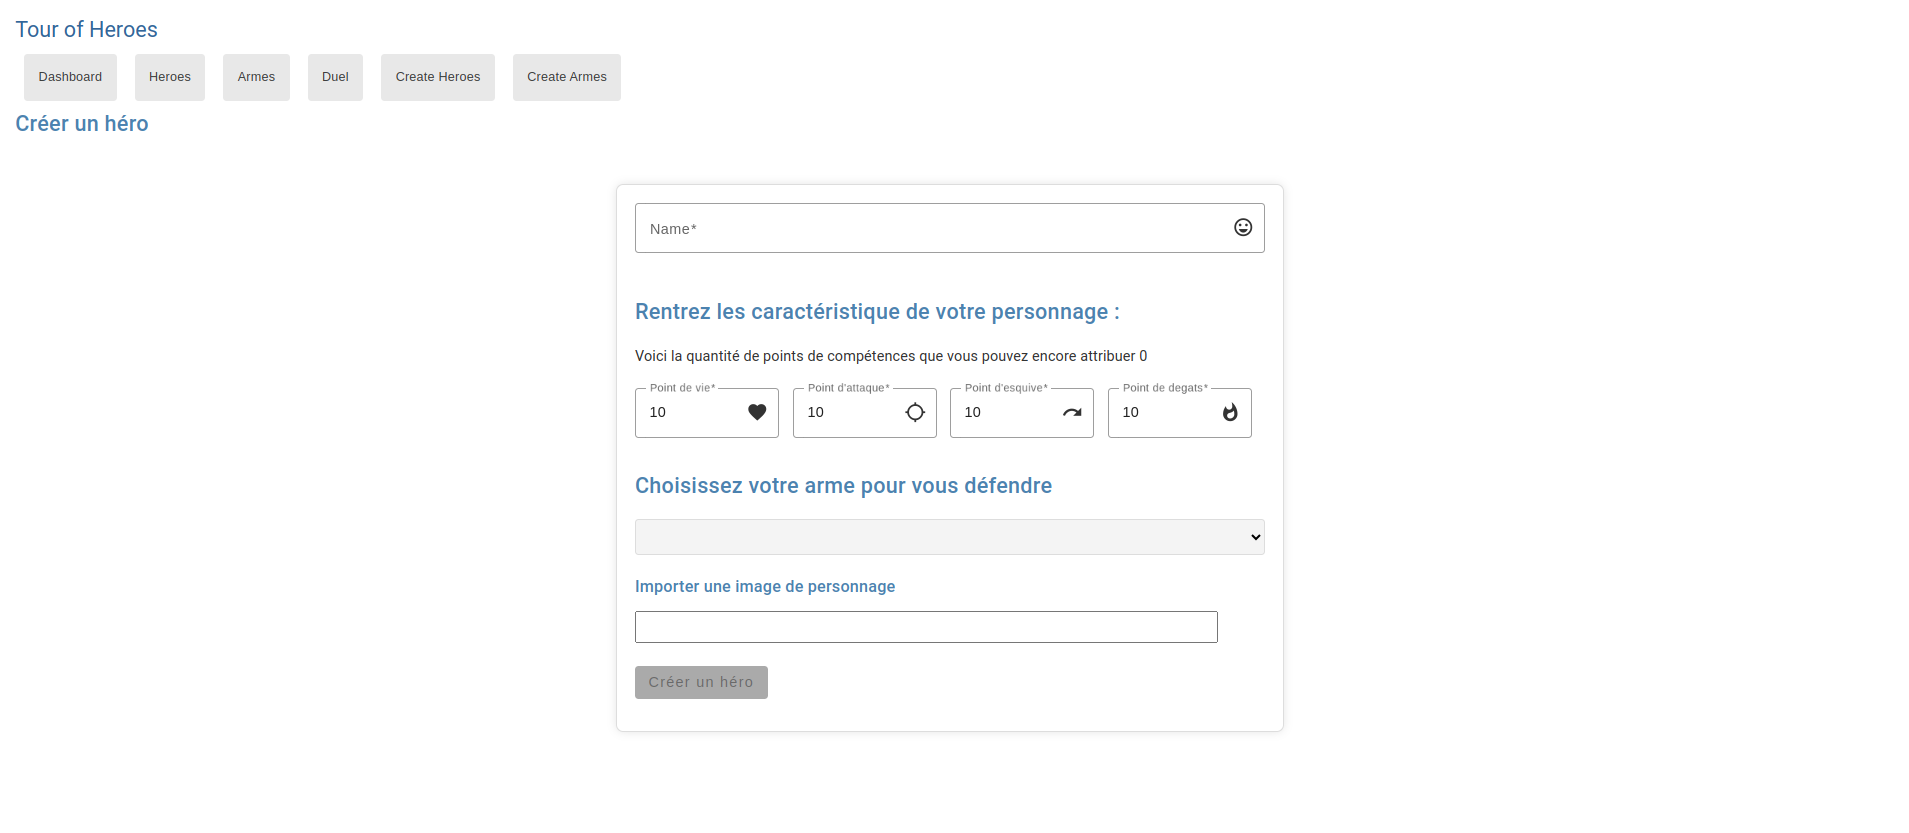 Tour of Heroes
Dashboard Heroes Armes Duel Create Heroes Create Armes
Créer un héro
Name*
Rentrez les caractéristique de votre personnage :
Voici la quantité de points de compétences que vous pouvez encore attribuer 0
Point de vie* Point d'attaque* Point d'esquive* Point de degats*
10 10 10 10
Choisissez votre arme pour vous défendre
Importer une image de personnage
Créer un héro